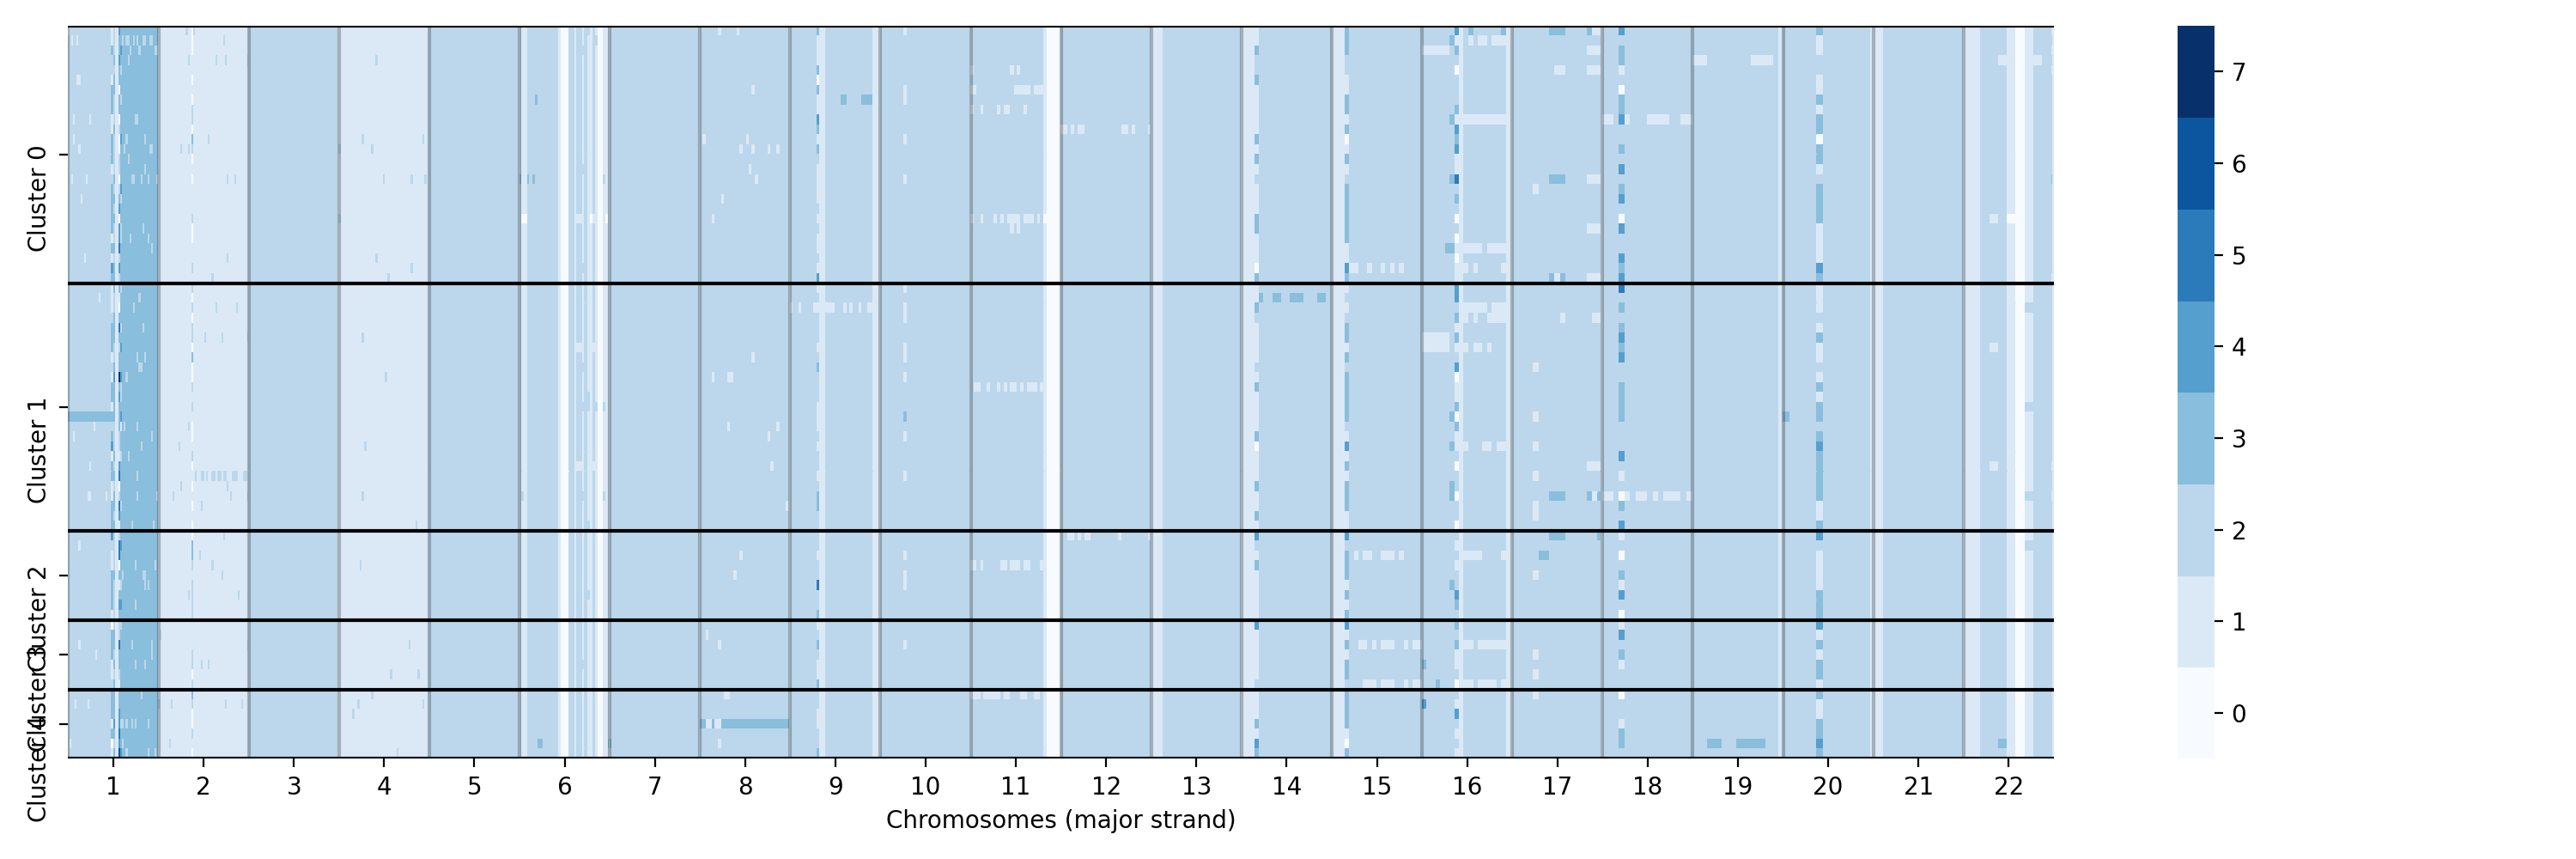 Cluster 0
Cluster 1
Cluster 2
Cluster 3
Cluster 4
1 2 3 4 5 6 7 8 9 10 11 12 13 14 15 16 17 18 19 20 21 22
Chromosomes (major strand)
7
6
5
4
3
2
1
0